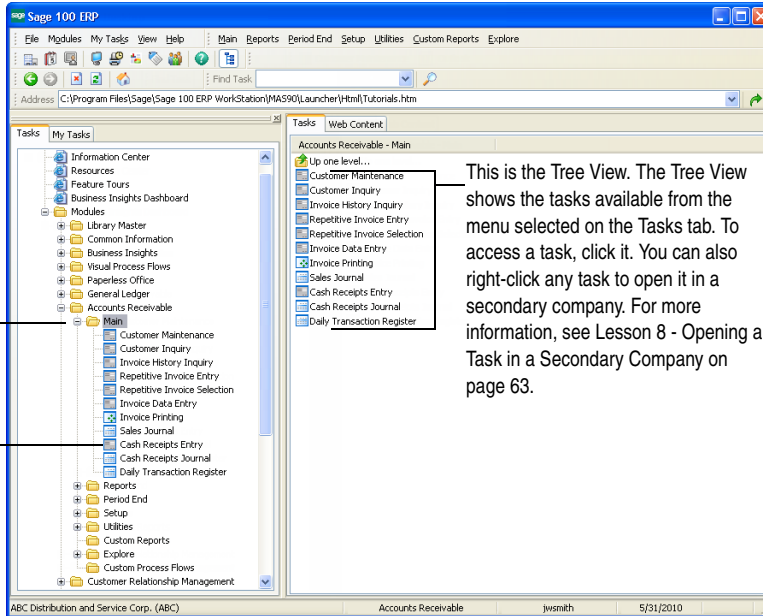 Sage 100 ERP
File Modules My Tasks View Help Main Reports Period End Setup Utilities Custom Reports Explore
Find Task
Address C:\Program Files\Sage\Sage 100 ERP WorkStation\MAS90\Launcher\Html\Tutorials.htm
Tasks My Tasks
Information Center
Resources
Feature Tours
Business Insights Dashboard
Modules
Library Master
Common Information
Business Insights
Visual Process Flows
Paperless Office
General Ledger
Accounts Receivable
Main
Customer Maintenance
Customer Inquiry
Invoice History Inquiry
Repetitive Invoice Entry
Repetitive Invoice Selection
Invoice Data Entry
Invoice Printing
Sales Journal
Cash Receipts Entry
Cash Receipts Journal
Daily Transaction Register
Reports
Period End
Setup
Utilities
Custom Reports
Explore
Custom Process Flows
Customer Relationship Management
Tasks Web Content
Accounts Receivable - Main
Up one level...
Customer Maintenance
Customer Inquiry
Invoice History Inquiry
Repetitive Invoice Entry
Repetitive Invoice Selection
Invoice Data Entry
Invoice Printing
Sales Journal
Cash Receipts Entry
Cash Receipts Journal
Daily Transaction Register
This is the Tree View. The Tree View
shows the tasks available from the
menu selected on the Tasks tab. To
access a task, click it. You can also
right-click any task to open it in a
secondary company. For more
information, see Lesson 8 - Opening a
Task in a Secondary Company on
page 63.
ABC Distribution and Service Corp. (ABC) Accounts Receivable jwsmith 5/31/2010